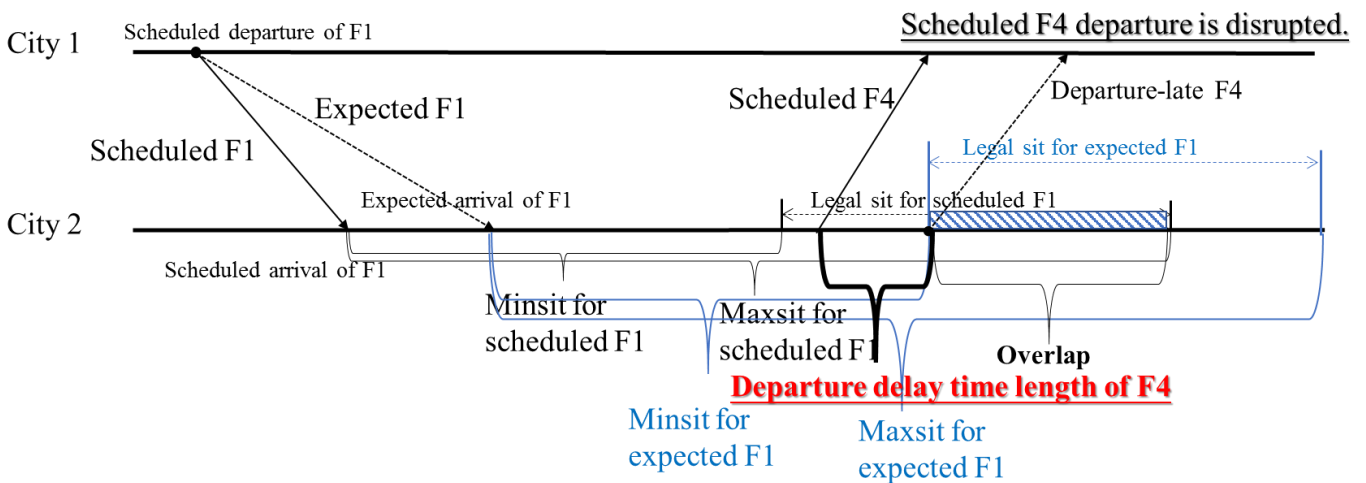 Scheduled F4 departure is disrupted.
Scheduled departure of F1
City 1
Expected F1
Scheduled F4
Departure-late F4
Scheduled F1
Legal sit for expected F1
Expected arrival of F1
Legal sit for scheduled F1
City 2
Scheduled arrival of F1
Minsit for
scheduled F1
Maxsit for
scheduled F1
Overlap
Departure delay time length of F4
Minsit for
expected F1
Maxsit for
expected F1